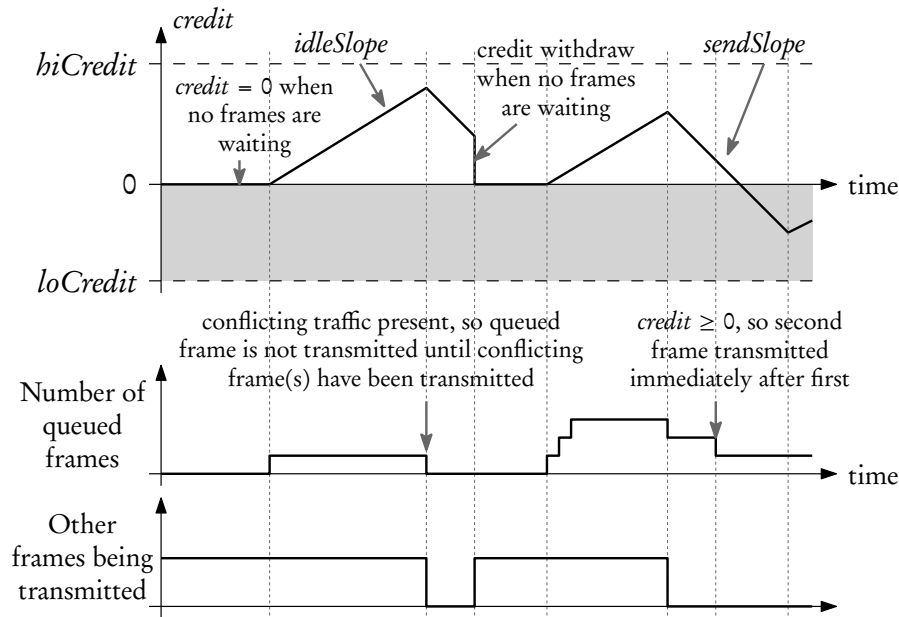 credit
hiCredit
idleSlope
credit withdraw
when no frames
are waiting
sendSlope
credit = 0 when
no frames are
waiting
0
time
loCredit
conflicting traffic present, so queued
frame is not transmitted until conflicting
frame(s) have been transmitted
credit ≥ 0, so second
frame transmitted
immediately after first
Number of
queued
frames
time
Other
frames being
transmitted